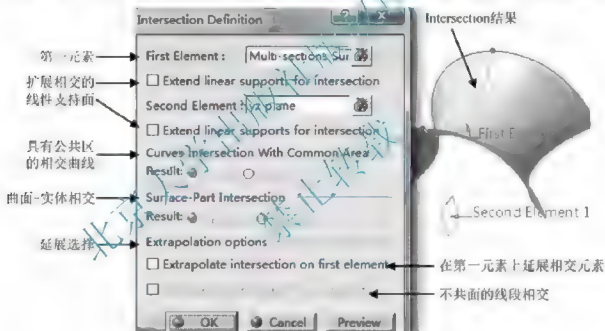 Intersection Definition
Intersection结果
第一元素
First Element :
Multi-sections Sur
扩展相交的
线性支持面
Extend linear supports for intersection
Second Element
yz plane
Extend linear supports for intersection
具有公共区
的相交曲线
Curves Intersection With Common Area
Result:
First E
曲面-实体相交
Surface-Part Intersection
Result:
Second Element 1
延展选择
Extrapolation options
Extrapolate intersection on first element
在第一元素上延展相交元素
不共面的线段相交
OK
Cancel
Preview
禁止转载